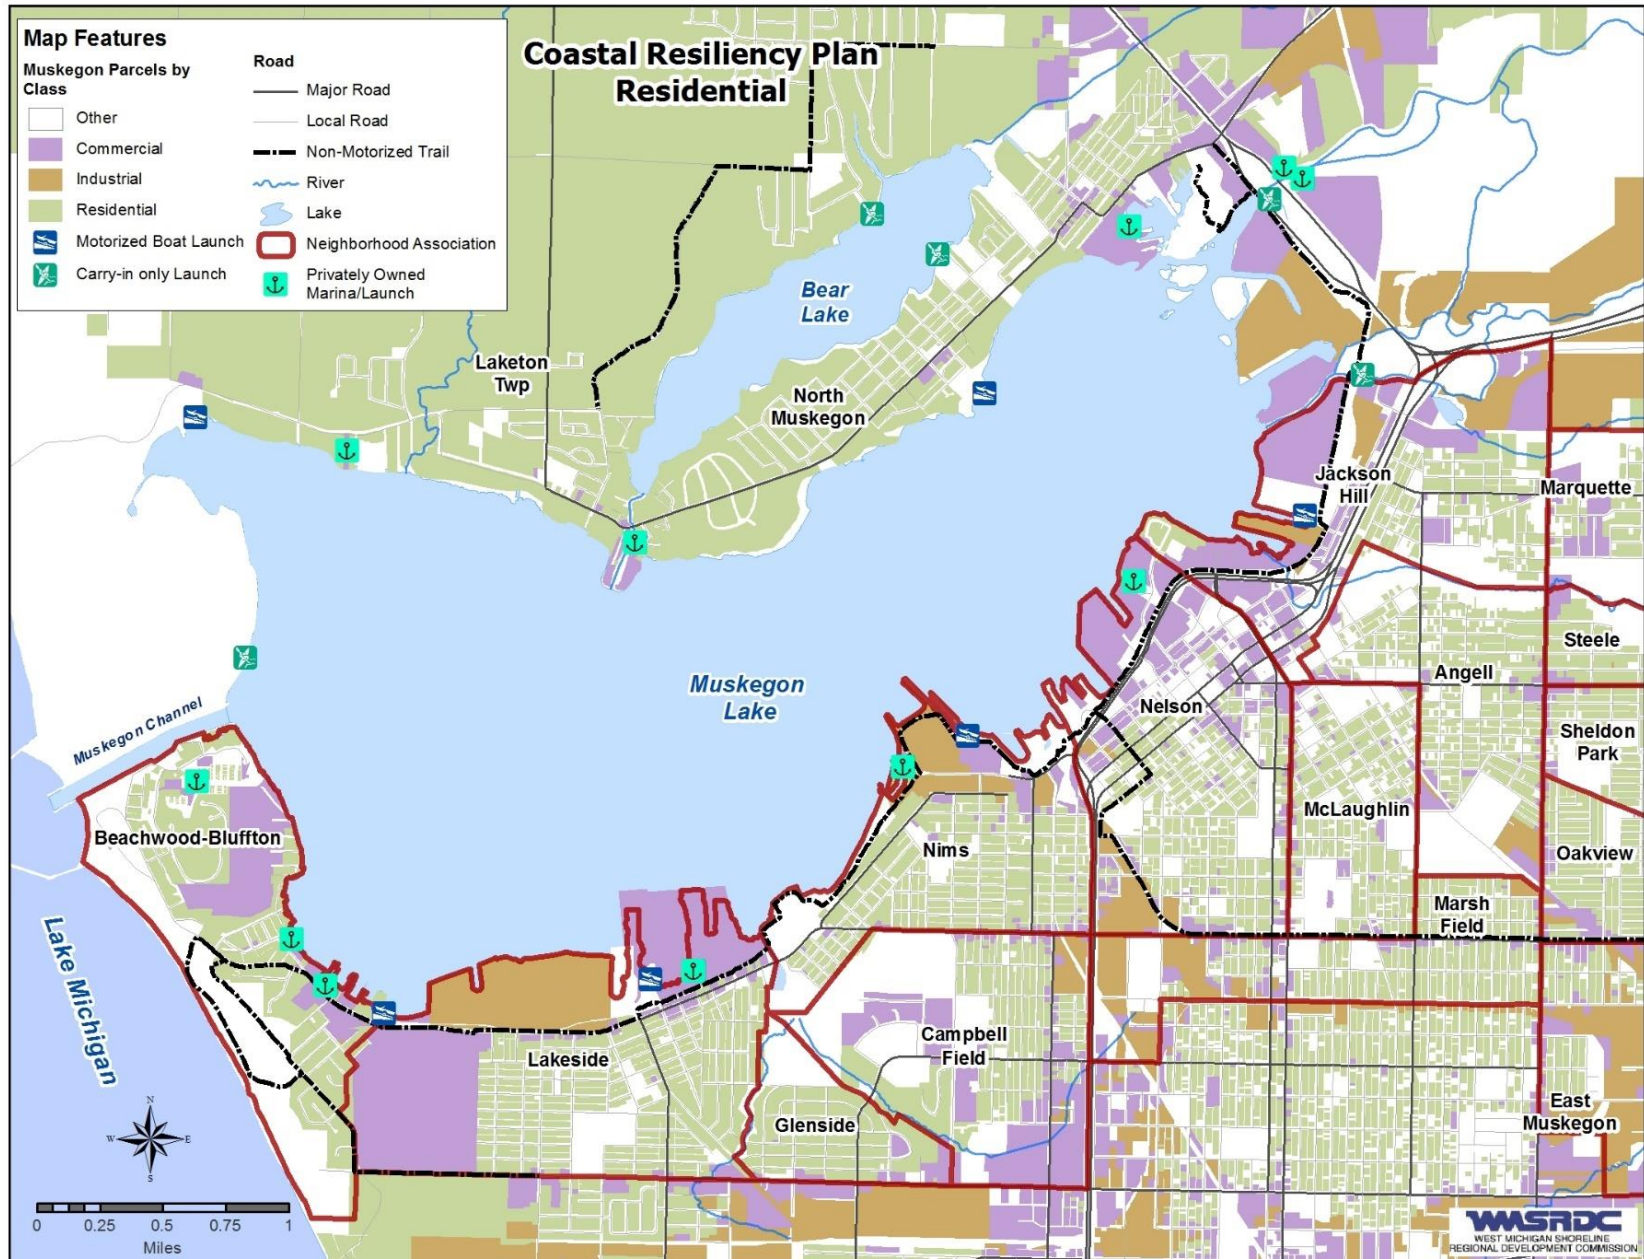 Coastal Resiliency Plan
Residential
Map Features
Muskegon Parcels by
Class
Other
Commercial
Industrial
Residential
Motorized Boat Launch
Carry-in only Launch
Road
Major Road
Local Road
Non-Motorized Trail
River
Lake
Neighborhood Association
Privately Owned
Marina/Launch
Bear
Lake
Laketon
Twp
North
Muskegon
Jackson
Hill
Marquette
Steele
Angell
Muskegon
Lake
Nelson
Muskegon Channel
Sheldon
Park
McLaughlin
Beachwood-Bluffton
Nims
Oakview
Marsh
Field
Lake Michigan
Campbell
Field
Lakeside
Glenside
East
Muskegon
N
W
E
S
0
0.25
0.5
0.75
1
Miles
WMSRDC
WEST MICHIGAN SHORELINE
REGIONAL DEVELOPMENT COMMISSION